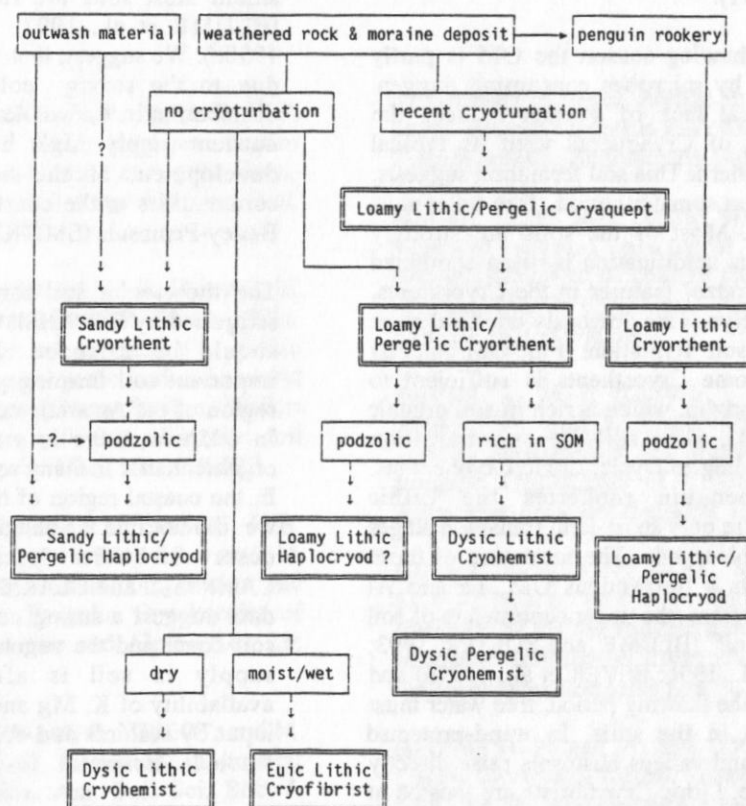 outwash material
weathered rock & moraine deposit
penguin rookery
no cryoturbation
recent cryoturbation
?
Loamy Lithic/Pergelic Cryaquept
Sandy Lithic
Cryorthent
Loamy Lithic/
Pergelic Cryorthent
Loamy Lithic
Cryorthent
-?
podzolic
podzolic
rich in SOM
podzolic
Sandy Lithic/
Pergelic Haplocryod
Loamy Lithic
Haplocryod ?
Dysic Lithic
Cryohemist
Loamy Lithic/
Pergelic
Haplocryod
Dysic Pergelic
Cryohemist
dry
moist/wet
Dysic Lithic
Cryohemist
Euic Lithic
Cryofibrist